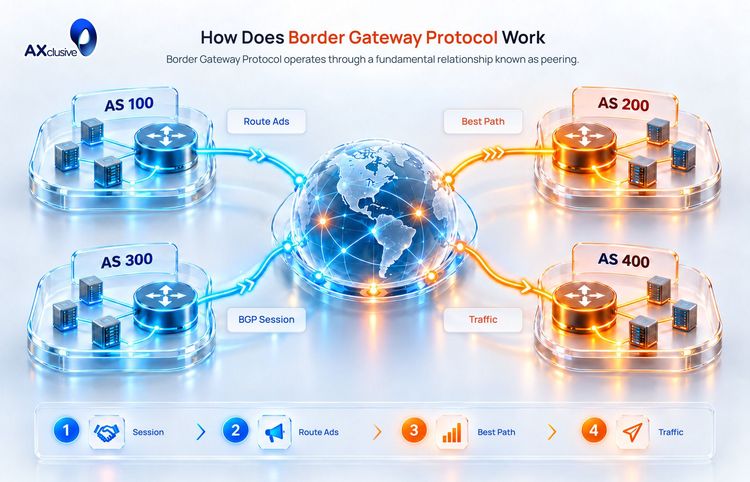 AXclusive
How Does Border Gateway Protocol Work
Border Gateway Protocol operates through a fundamental relationship known as peering.
AS 100
Route Ads
Best Path
AS 200
AS 300
BGP Session
Traffic
AS 400
1 Session
2 Route Ads
3 Best Path
4 Traffic